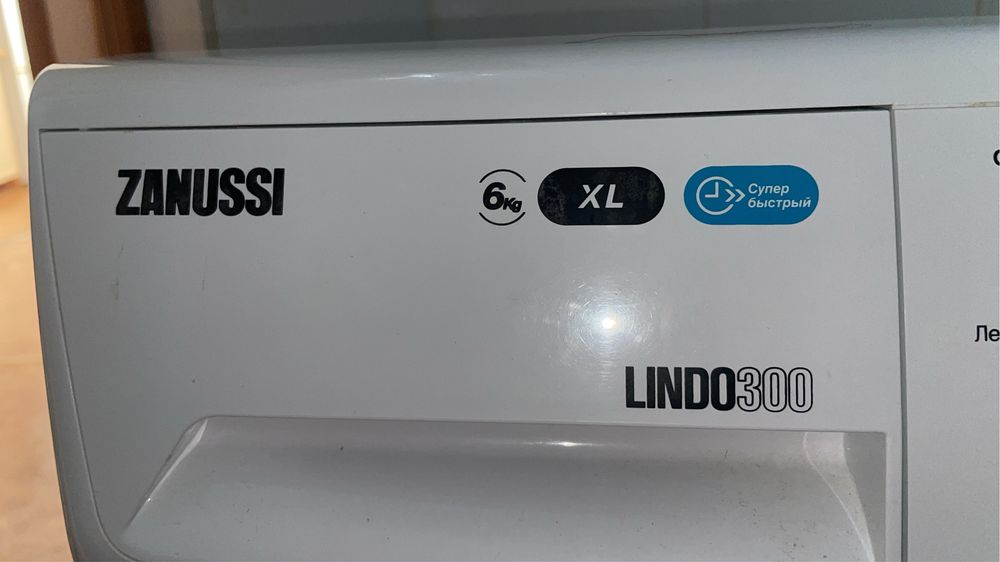 ZANUSSI
6Kg
XL
Супер
быстрый
LINDO300